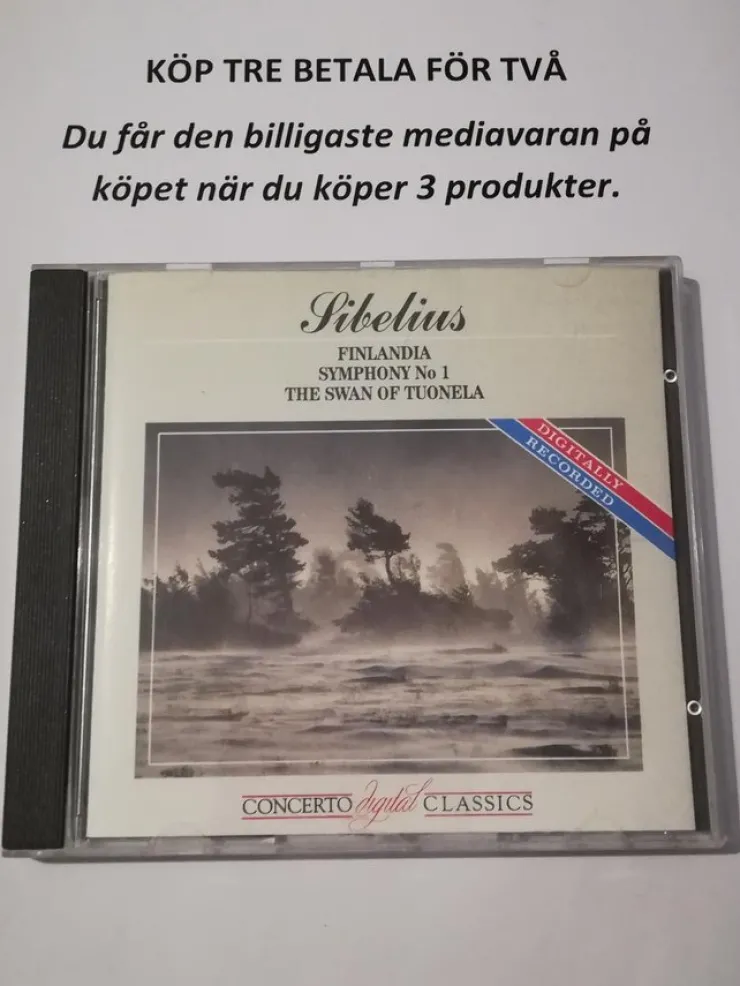 KÖP TRE BETALA FÖR TVÅ
Du får den billigaste mediavaran på
köpet när du köper 3 produkter.
Sibelius
FINLANDIA
SYMPHONY No 1
THE SWAN OF TUONELA
DIGITALLY
RECORDED
CONCERTO digital CLASSICS